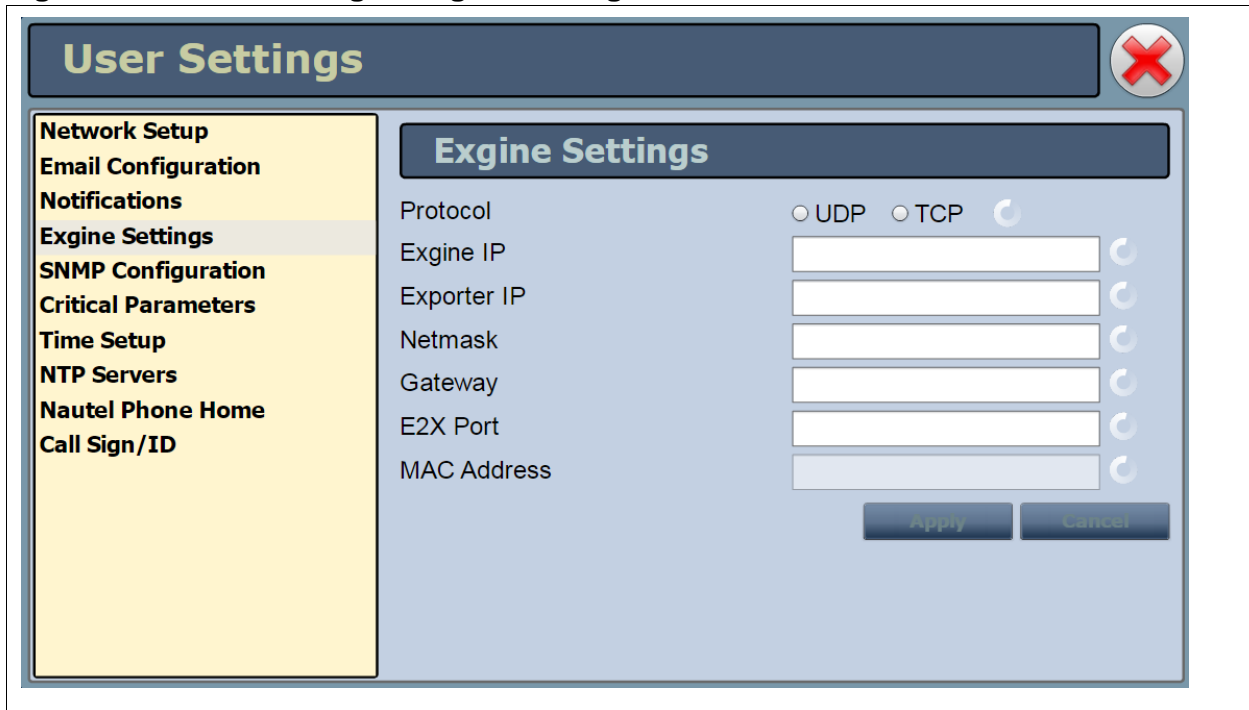 User Settings
Network Setup
Email Configuration
Notifications
Exgine Settings
SNMP Configuration
Critical Parameters
Time Setup
NTP Servers
Nautel Phone Home
Call Sign/ID
Exgine Settings
Protocol UDP TCP
Exgine IP
Exporter IP
Netmask
Gateway
E2X Port
MAC Address
Apply Cancel